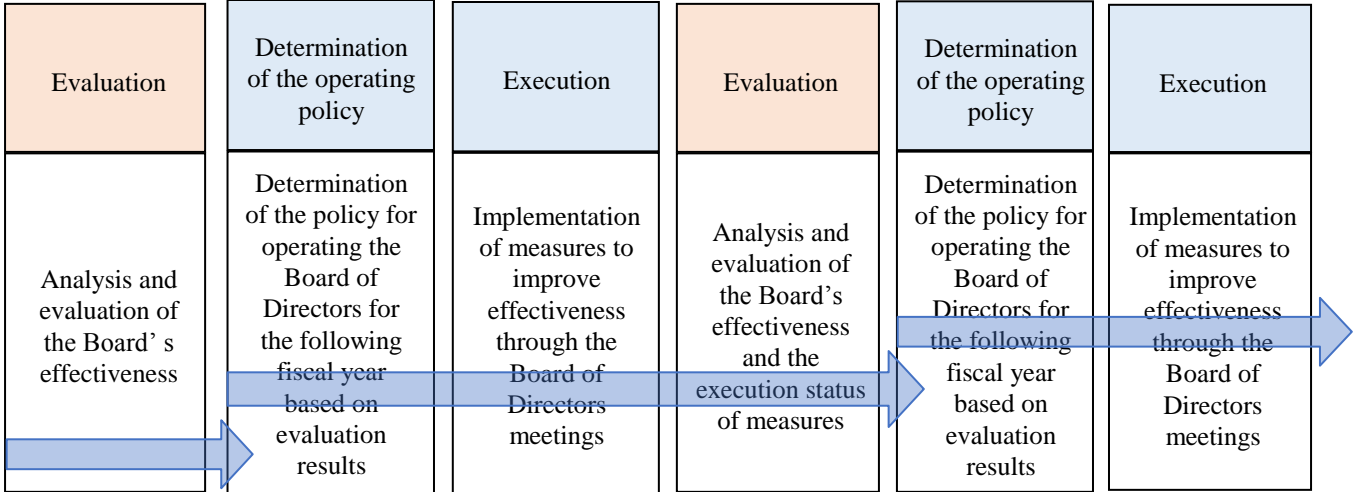 Evaluation
Determination
of the operating
policy
Execution
Evaluation
Determination
of the operating
policy
Execution
Analysis and
evaluation of
the Board’ s
effectiveness
Determination
of the policy for
operating the
Board of
Directors for
the following
fiscal year
based on
evaluation
results
Implementation
of measures to
improve
effectiveness
through the
Board of
Directors
meetings
Analysis and
evaluation of
the Board’s
effectiveness
and the
execution status
of measures
Determination
of the policy for
operating the
Board of
Directors for
the following
fiscal year
based on
evaluation
results
Implementation
of measures to
improve
effectiveness
through the
Board of
Directors
meetings